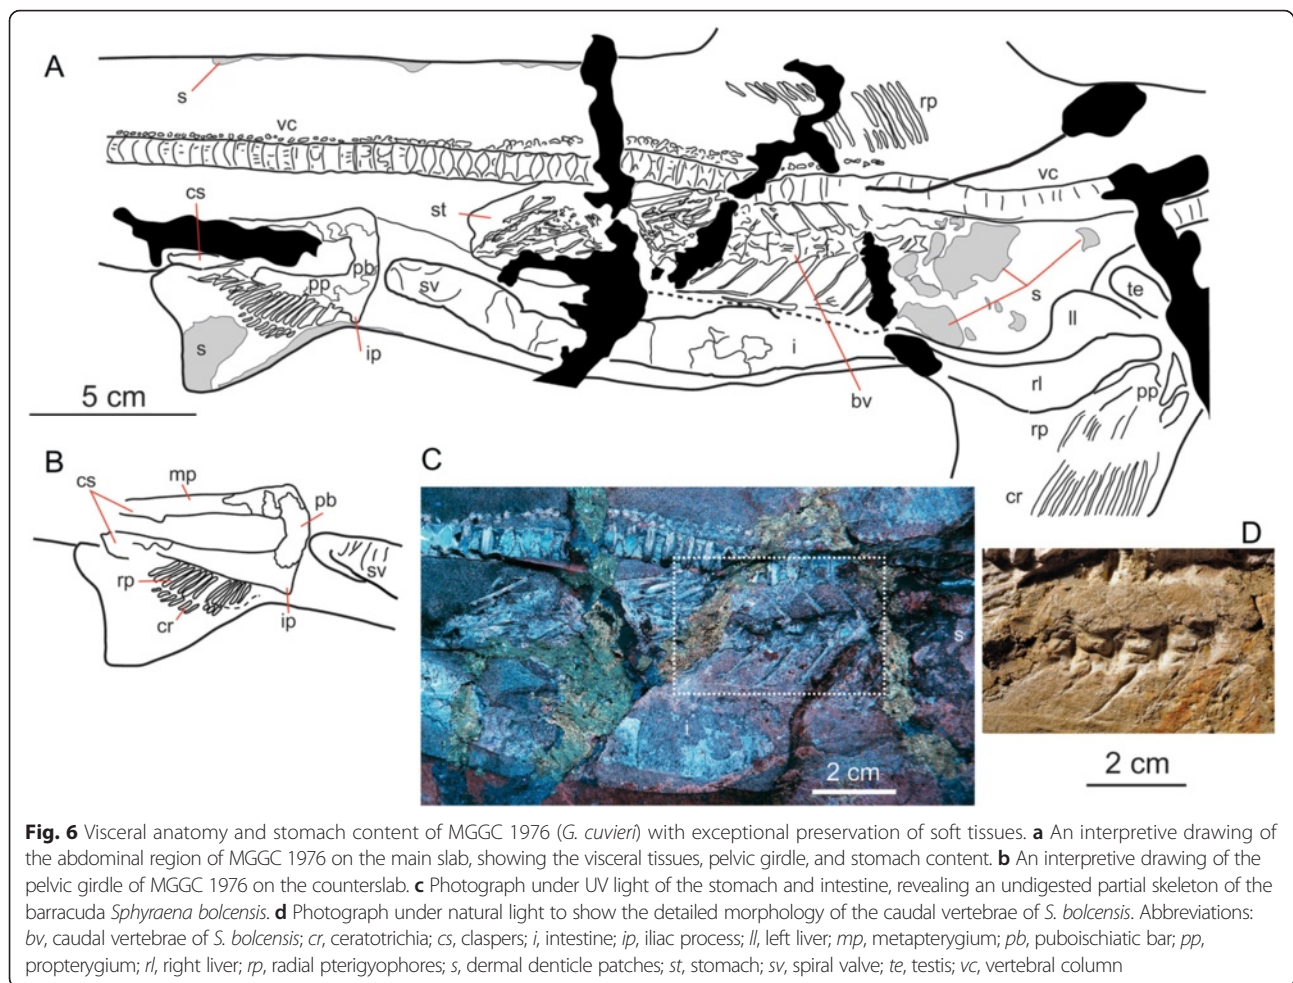 A
s
vc
rp
vc
cs
st
pb
sv
pp
s
te
ll
s
ip
i
rl
pp
5 cm
bv
rp
B
C
cs
mp
pb
cr
D
rp
sv
cr
ip
s
i
2 cm
2 cm
Fig. 6 Visceral anatomy and stomach content of MGGC 1976 (G. cuvieri) with exceptional preservation of soft tissues. a An interpretive drawing of
the abdominal region of MGGC 1976 on the main slab, showing the visceral tissues, pelvic girdle, and stomach content. b An interpretive drawing of the
pelvic girdle of MGGC 1976 on the counterslab. c Photograph under UV light of the stomach and intestine, revealing an undigested partial skeleton of the
barracuda Sphyraena bolcensis. d Photograph under natural light to show the detailed morphology of the caudal vertebrae of S. bolcensis. Abbreviations:
bv, caudal vertebrae of S. bolcensis; cr, ceratotrichia; cs, claspers; i, intestine; ip, iliac process; ll, left liver; mp, metapterygium; pb, puboischiatic bar; pp,
propterygium; rl, right liver; rp, radial pterigyophores; s, dermal denticle patches; st, stomach; sv, spiral valve; te, testis; vc, vertebral column